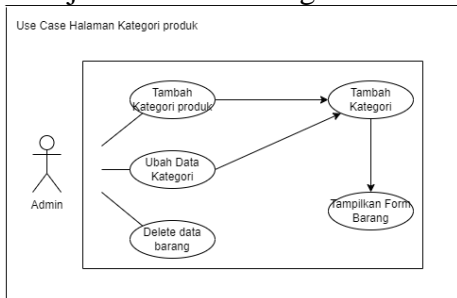 Use Case Halaman Kategori produk
Tambah
Kategori produk
Tambah
Kategori
Ubah Data
Kategori
Admin
Tampilkan Form
Barang
Delete data
barang